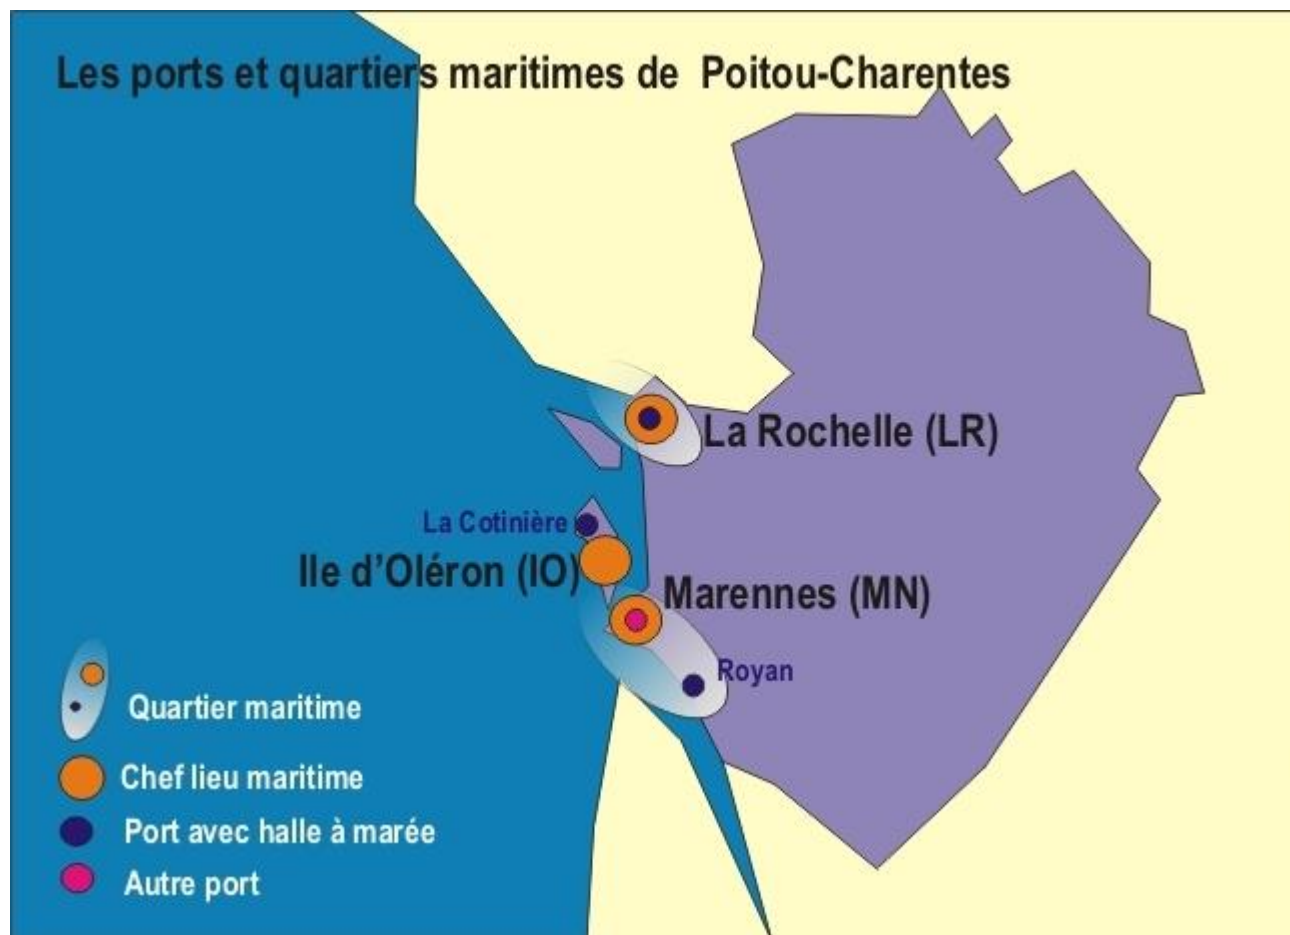 Les ports et quartiers maritimes de Poitou-Charentes
La Rochelle (LR)
La Cotinière
Ile d'Oléron (IO)
Marennes (MN)
Royan
Quartier maritime
Chef lieu maritime
Port avec halle à marée
Autre port